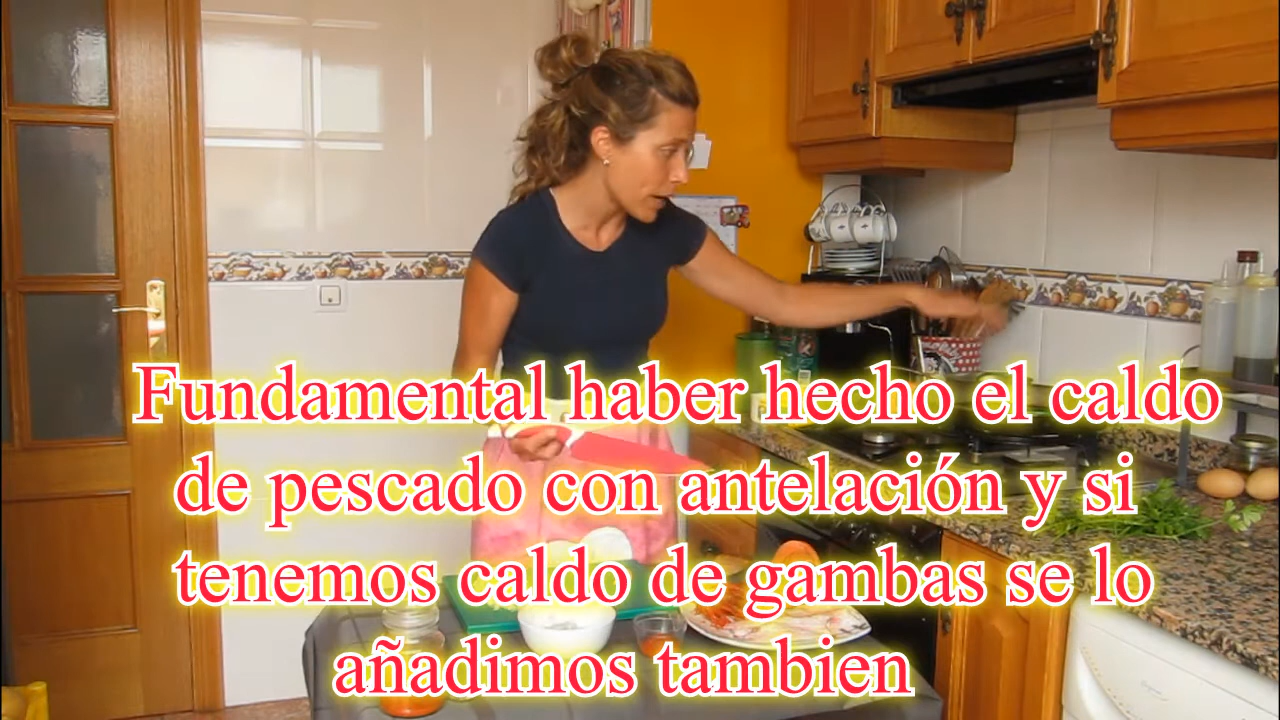 Fundamental haber hecho el caldo
de pescado con antelación y si
tenemos caldo de gambas se lo
añadimos tambien